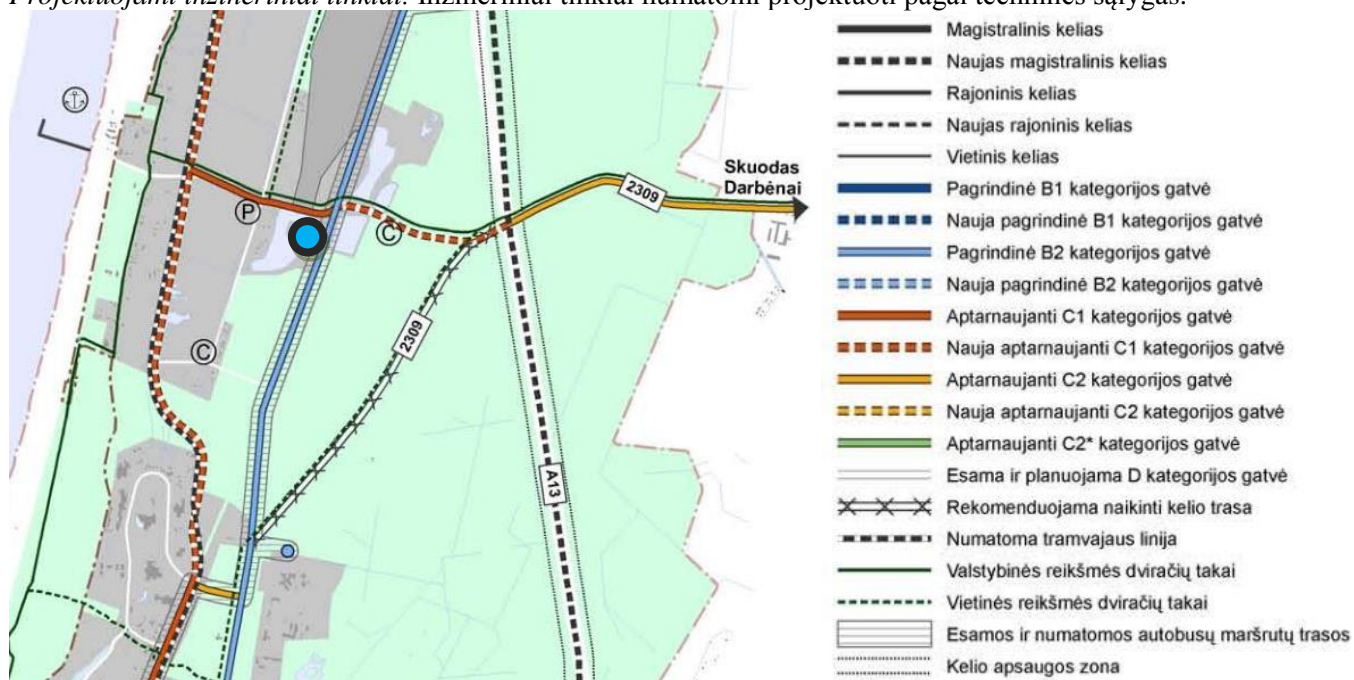 Projektuojami inžineriniai tinklai: Inžineriniai tinklai numatomi projektuoti pagal technines sąlygas.
Skuodas
Darbėnai
2309
P
C
2309
C
A13
Magistralinis kelias
Naujas magistralinis kelias
Rajoninis kelias
Naujas rajoninis kelias
Vietinis kelias
Pagrindinė B1 kategorijos gatvė
Nauja pagrindinė B1 kategorijos gatvė
Pagrindinė B2 kategorijos gatvė
Nauja pagrindinė B2 kategorijos gatvė
Aptarnaujanti C1 kategorijos gatvė
Nauja aptarnaujanti C1 kategorijos gatvė
Aptarnaujanti C2 kategorijos gatvė
Nauja aptarnaujanti C2 kategorijos gatvė
Aptarnaujanti C2* kategorijos gatvė
Esama ir planuojama D kategorijos gatvė
Rekomenduojama naikinti kelio trasa
Numatoma tramvajaus linija
Valstybinės reikšmės dviračių takai
Vietinės reikšmės dviračių takai
Esamos ir numatomos autobusų maršrutų trasos
Kelio apsaugos zona